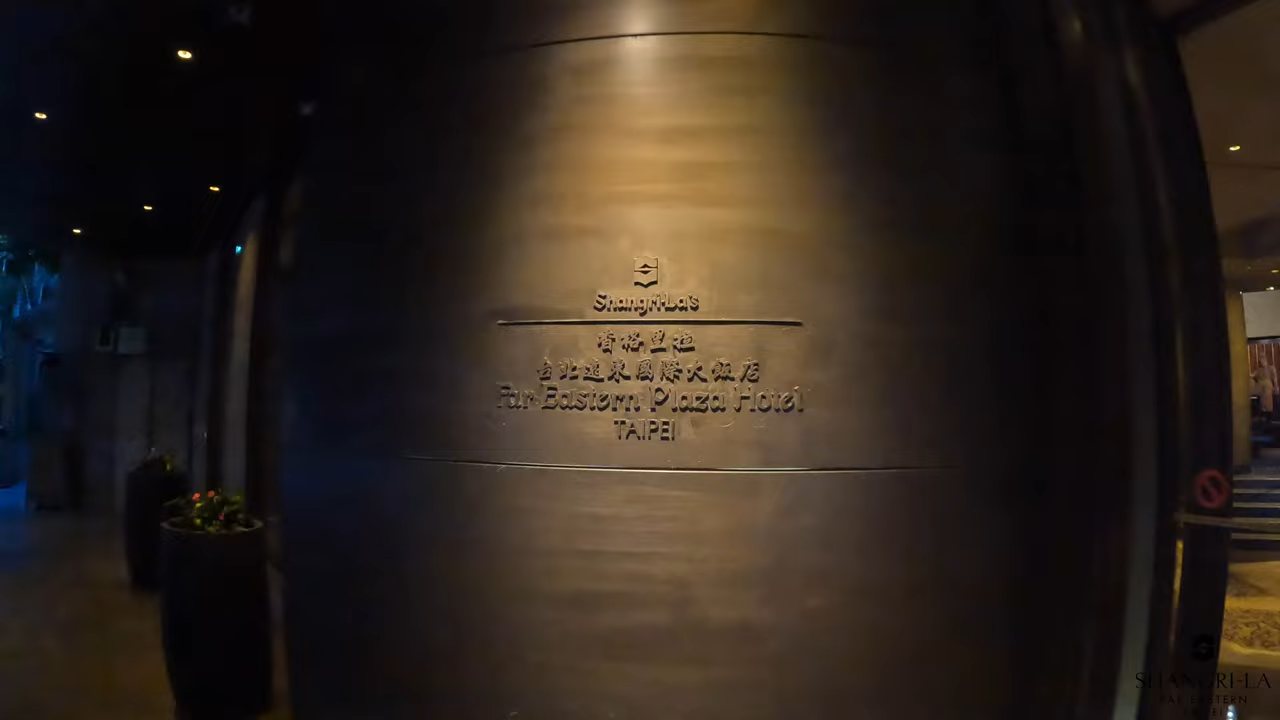 Shangri-La's
香格里拉
台北遠東國際大飯店
Far Eastern Plaza Hotel
TAIPEI
SHANGRI-LA
FAR EASTERN